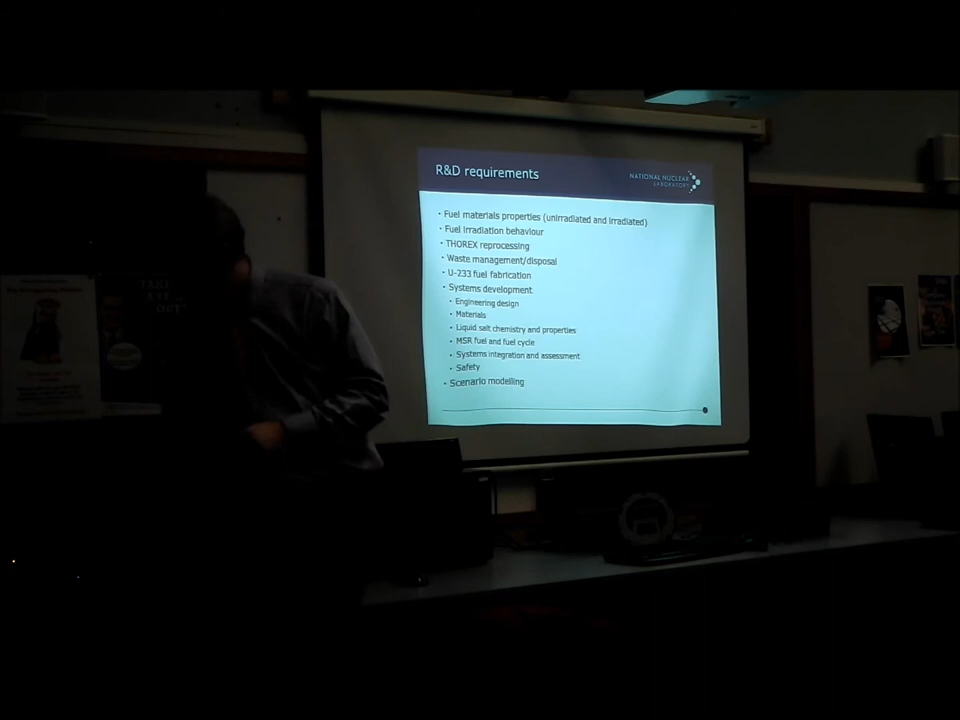 R&D requirements
NATIONAL NUCLEAR
LABORATORY
• Fuel materials properties (unirradiated and irradiated)
• Fuel irradiation behaviour
• THOREX reprocessing
• Waste management/disposal
• U-233 fuel fabrication
• Systems development
• Engineering design
• Materials
• Liquid salt chemistry and properties
• MSR fuel and fuel cycle
• Systems integration and assessment
• Safety
• Scenario modelling
TAKE
OUT